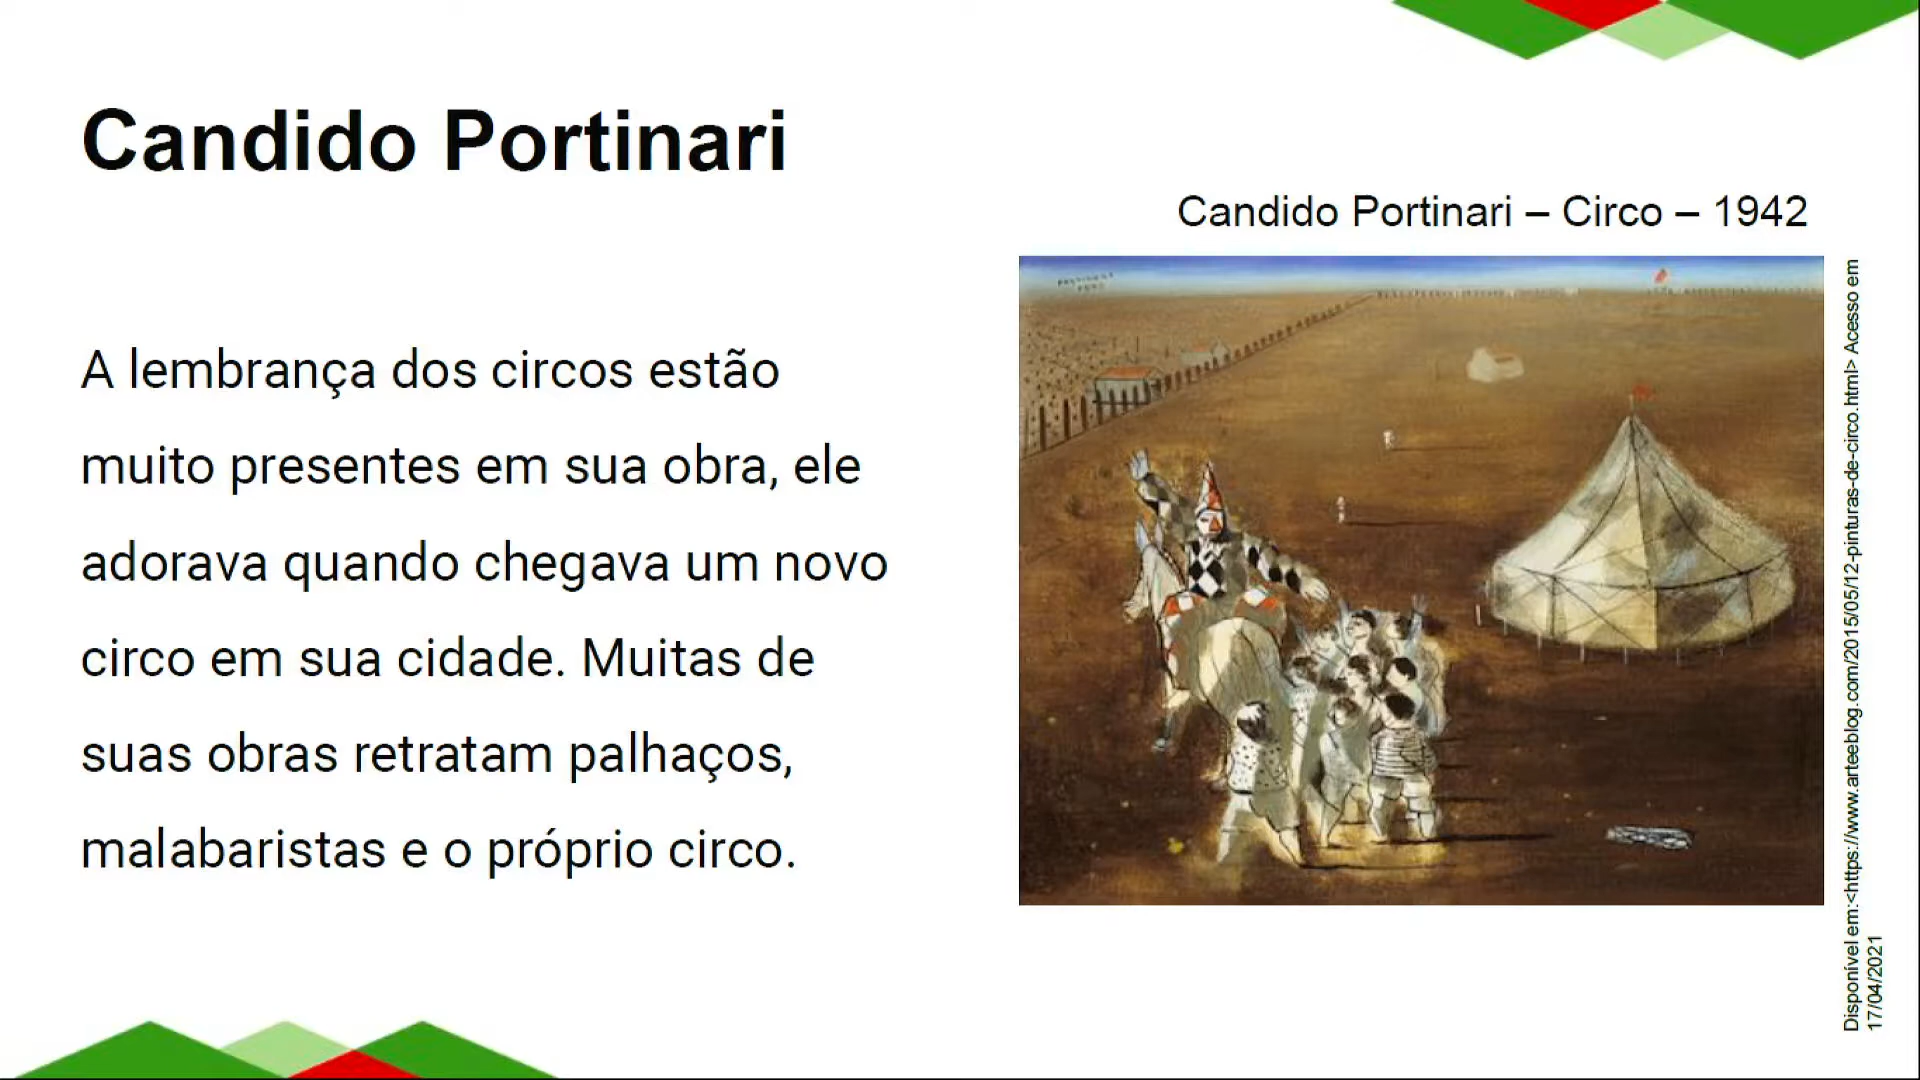 Candido Portinari
Candido Portinari – Circo – 1942
A lembrança dos circos estão
muito presentes em sua obra, ele
adorava quando chegava um novo
circo em sua cidade. Muitas de
suas obras retratam palhaços,
malabaristas e o próprio circo.
Disponível em:<https://www.arteeblog.com/2015/05/12-pinturas-de-circo.html> Acesso em
17/04/2021